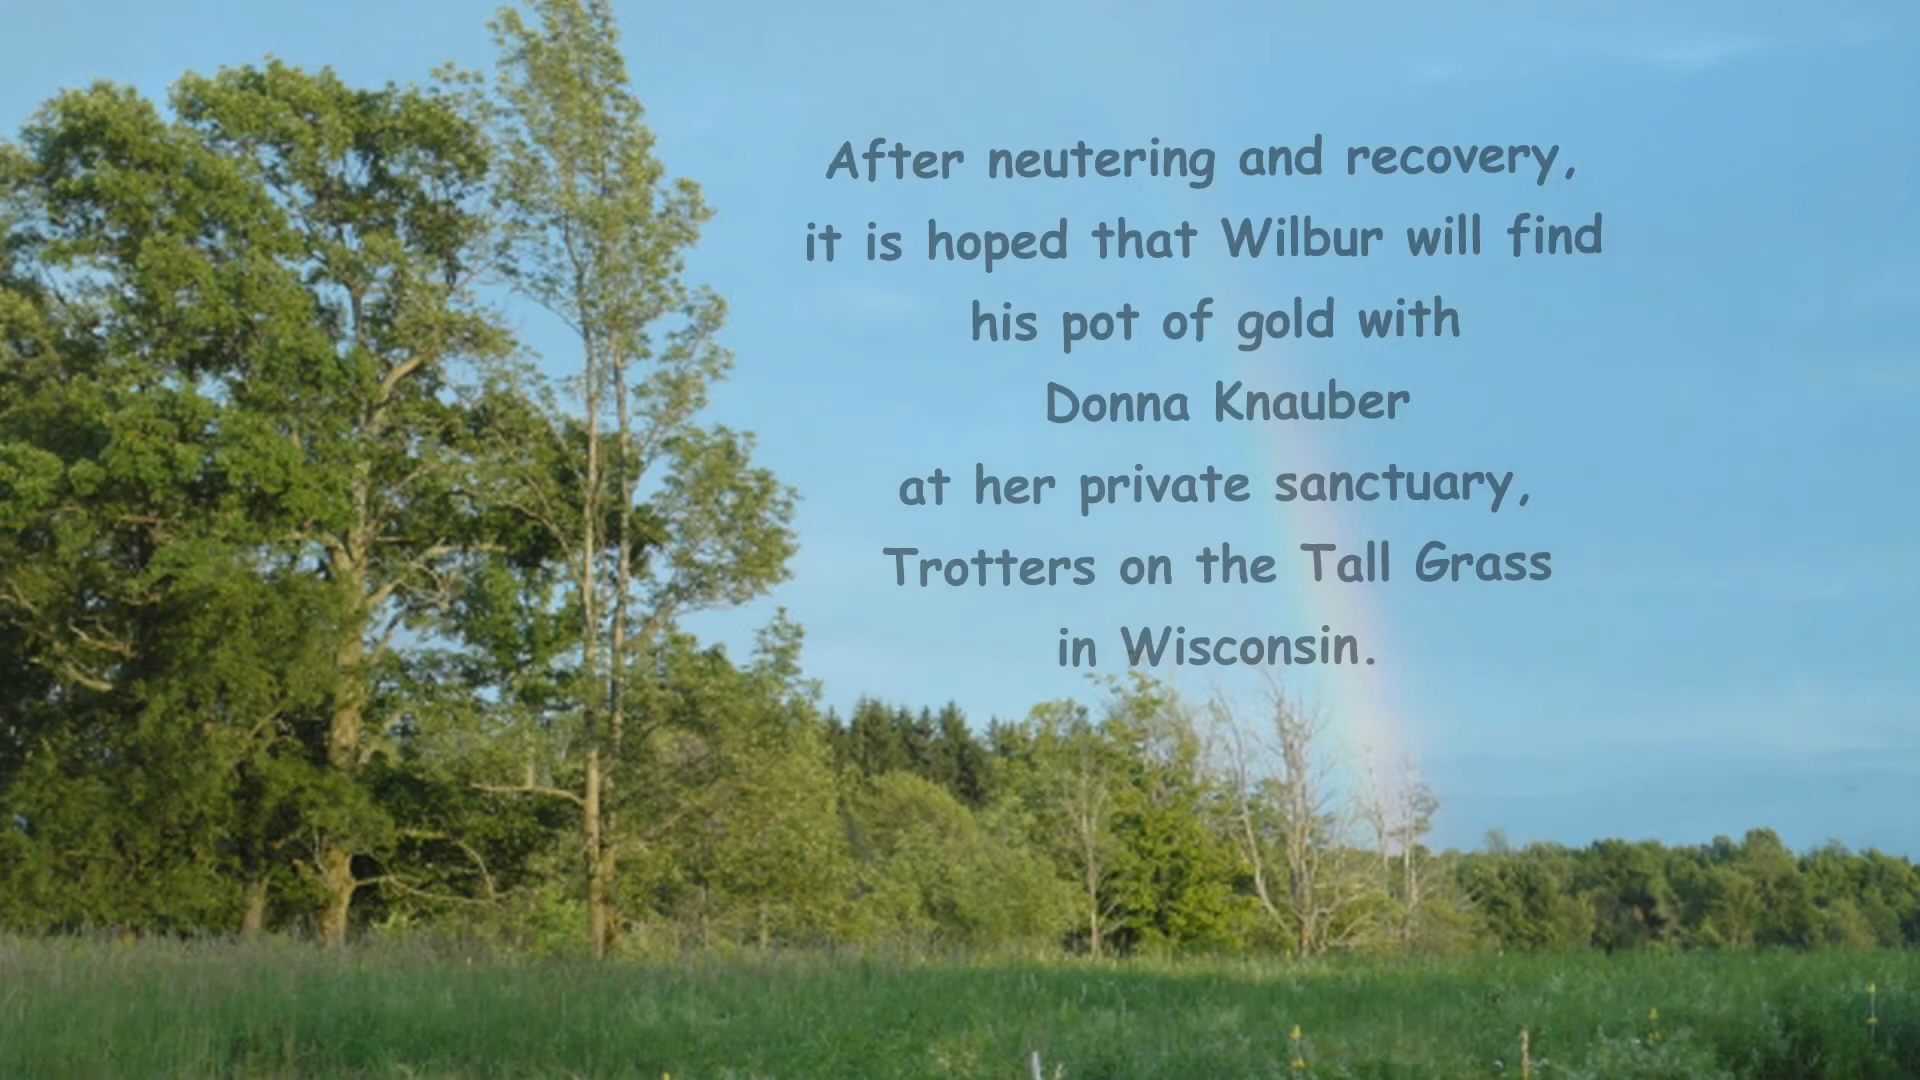 After neutering and recovery,
it is hoped that Wilbur will find
his pot of gold with
Donna Knauber
at her private sanctuary,
Trotters on the Tall Grass
in Wisconsin.